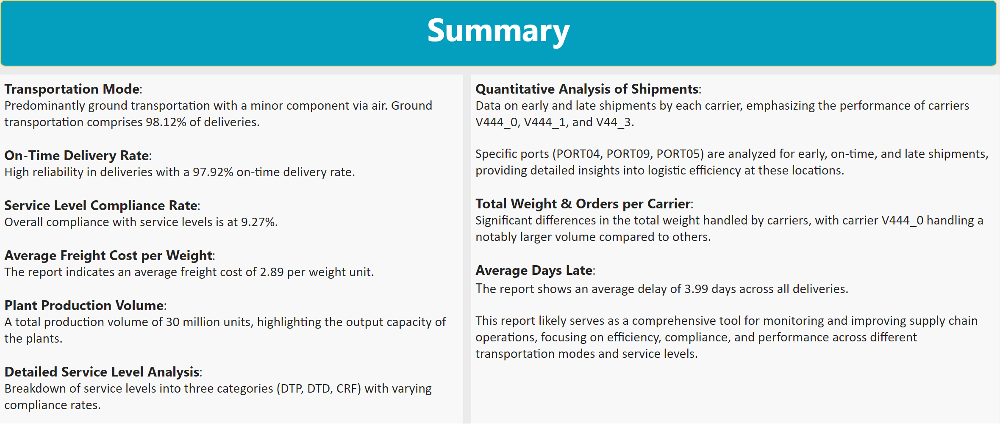 Summary
Transportation Mode:
Predominantly ground transportation with a minor component via air. Ground
transportation comprises 98.12% of deliveries.
On-Time Delivery Rate:
High reliability in deliveries with a 97.92% on-time delivery rate.
Service Level Compliance Rate:
Overall compliance with service levels is at 9.27%.
Average Freight Cost per Weight:
The report indicates an average freight cost of 2.89 per weight unit.
Plant Production Volume:
A total production volume of 30 million units, highlighting the output capacity of
the plants.
Detailed Service Level Analysis:
Breakdown of service levels into three categories (DTP, DTD, CRF) with varying
compliance rates.
Quantitative Analysis of Shipments:
Data on early and late shipments by each carrier, emphasizing the performance of carriers
V444_0, V444_1, and V44_3.
Specific ports (PORT04, PORT09, PORT05) are analyzed for early, on-time, and late shipments,
providing detailed insights into logistic efficiency at these locations.
Total Weight & Orders per Carrier:
Significant differences in the total weight handled by carriers, with carrier V444_0 handling a
notably larger volume compared to others.
Average Days Late:
The report shows an average delay of 3.99 days across all deliveries.
This report likely serves as a comprehensive tool for monitoring and improving supply chain
operations, focusing on efficiency, compliance, and performance across different
transportation modes and service levels.